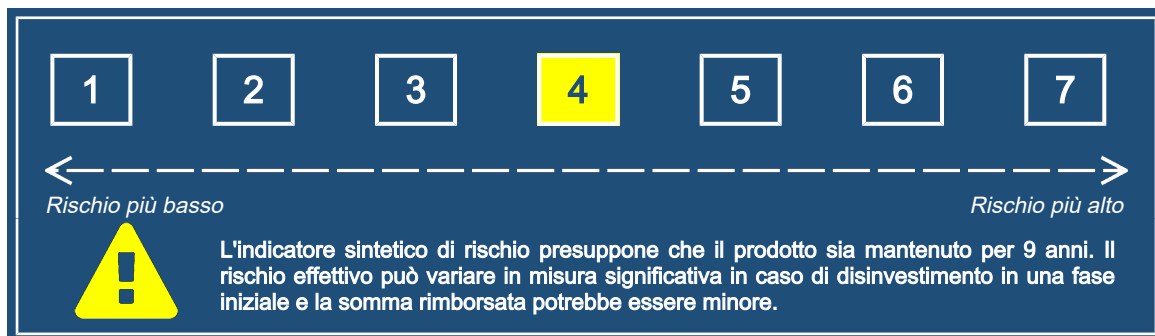 1 2 3 4 5 6 7
Rischio più basso Rischio più alto
L'indicatore sintetico di rischio presuppone che il prodotto sia mantenuto per 9 anni. Il
rischio effettivo può variare in misura significativa in caso di disinvestimento in una fase
iniziale e la somma rimborsata potrebbe essere minore.